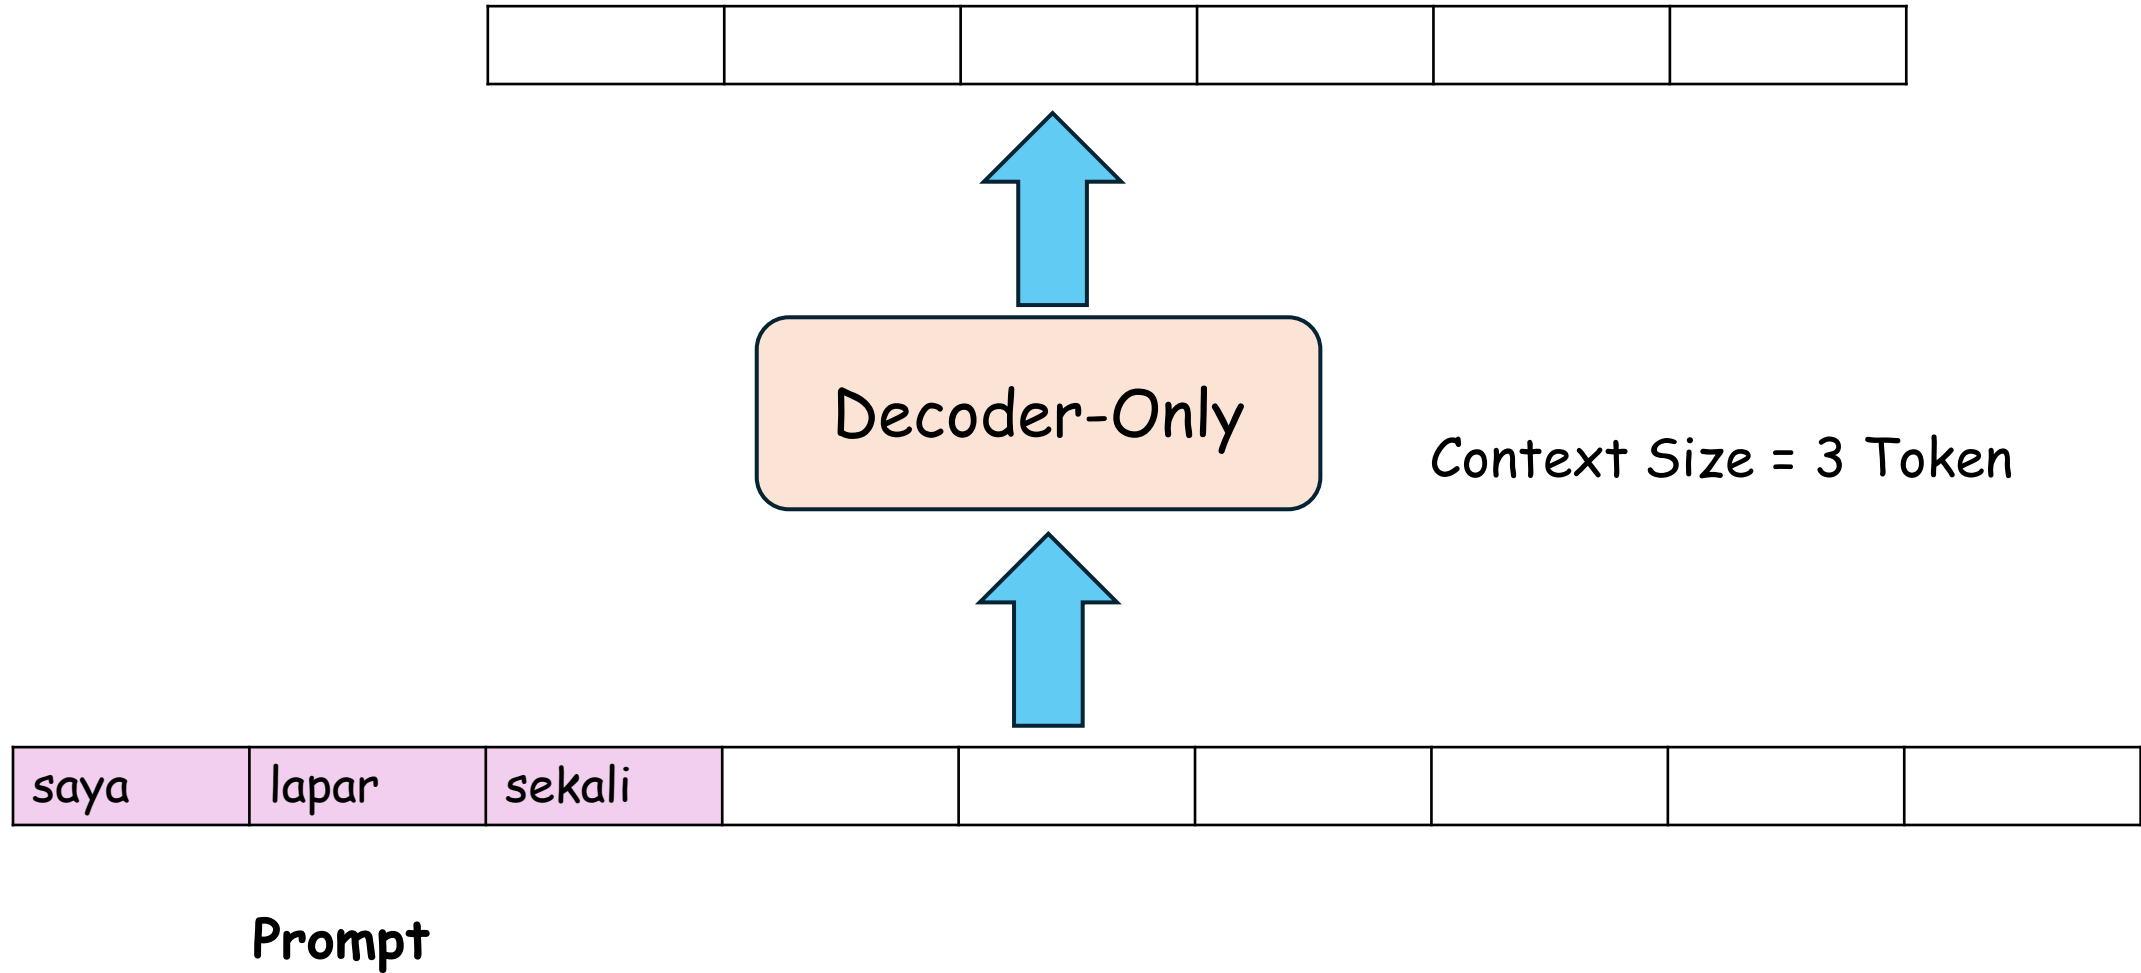 Decoder-Only
Context Size = 3 Token
saya lapar sekali
Prompt